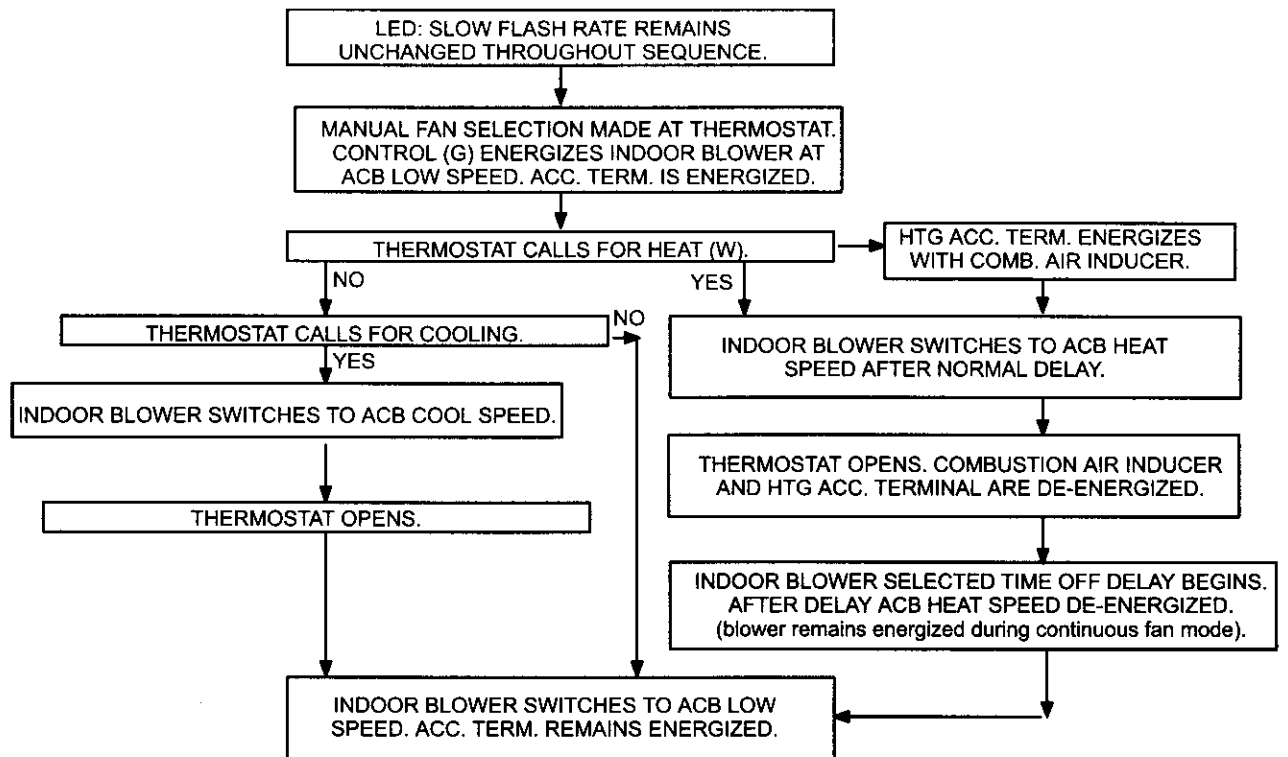 LED: SLOW FLASH RATE REMAINS
UNCHANGED THROUGHOUT SEQUENCE.
MANUAL FAN SELECTION MADE AT THERMOSTAT.
CONTROL (G) ENERGIZES INDOOR BLOWER AT
ACB LOW SPEED. ACC. TERM. IS ENERGIZED.
THERMOSTAT CALLS FOR HEAT (W).
HTG ACC. TERM. ENERGIZES
WITH COMB. AIR INDUCER.
NO
YES
THERMOSTAT CALLS FOR COOLING.
NO
YES
INDOOR BLOWER SWITCHES TO ACB HEAT
SPEED AFTER NORMAL DELAY.
INDOOR BLOWER SWITCHES TO ACB COOL SPEED.
THERMOSTAT OPENS. COMBUSTION AIR INDUCER
AND HTG ACC. TERMINAL ARE DE-ENERGIZED.
THERMOSTAT OPENS.
INDOOR BLOWER SELECTED TIME OFF DELAY BEGINS.
AFTER DELAY ACB HEAT SPEED DE-ENERGIZED.
(blower remains energized during continuous fan mode).
INDOOR BLOWER SWITCHES TO ACB LOW
SPEED. ACC. TERM. REMAINS ENERGIZED.